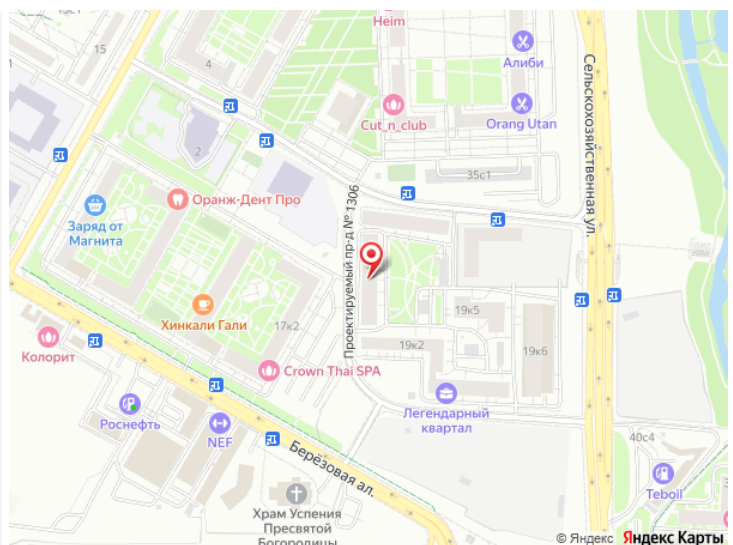 Heim
15
4
Алиби
Cut_n_club
Orang Utan
Сельскохозяйственная ул.
2
35с1
Оранж-Дент Про
Заряд от
Магнита
Проектируемый пр-д № 1306
Хинкали Гали
17к2
19к5
19к2
19к6
Колорит
Crown Thai SPA
Легендарный
квартал
Роснефть
NEF
Берёзовая ал.
40с4
Teboil
Храм Успения
Пресвятой
Богородицы
© Яндекс Яндекс Карты